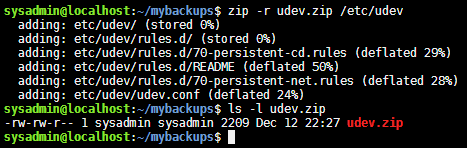 sysadmin@localhost:~/mybackups$ zip -r udev.zip /etc/udev
  adding: etc/udev/ (stored 0%)
  adding: etc/udev/rules.d/ (stored 0%)
  adding: etc/udev/rules.d/70-persistent-cd.rules (deflated 29%)
  adding: etc/udev/rules.d/README (deflated 50%)
  adding: etc/udev/rules.d/70-persistent-net.rules (deflated 28%)
  adding: etc/udev/udev.conf (deflated 24%)
sysadmin@localhost:~/mybackups$ ls -l udev.zip
-rw-rw-r-- 1 sysadmin sysadmin 2209 Dec 12 22:27 udev.zip
sysadmin@localhost:~/mybackups$